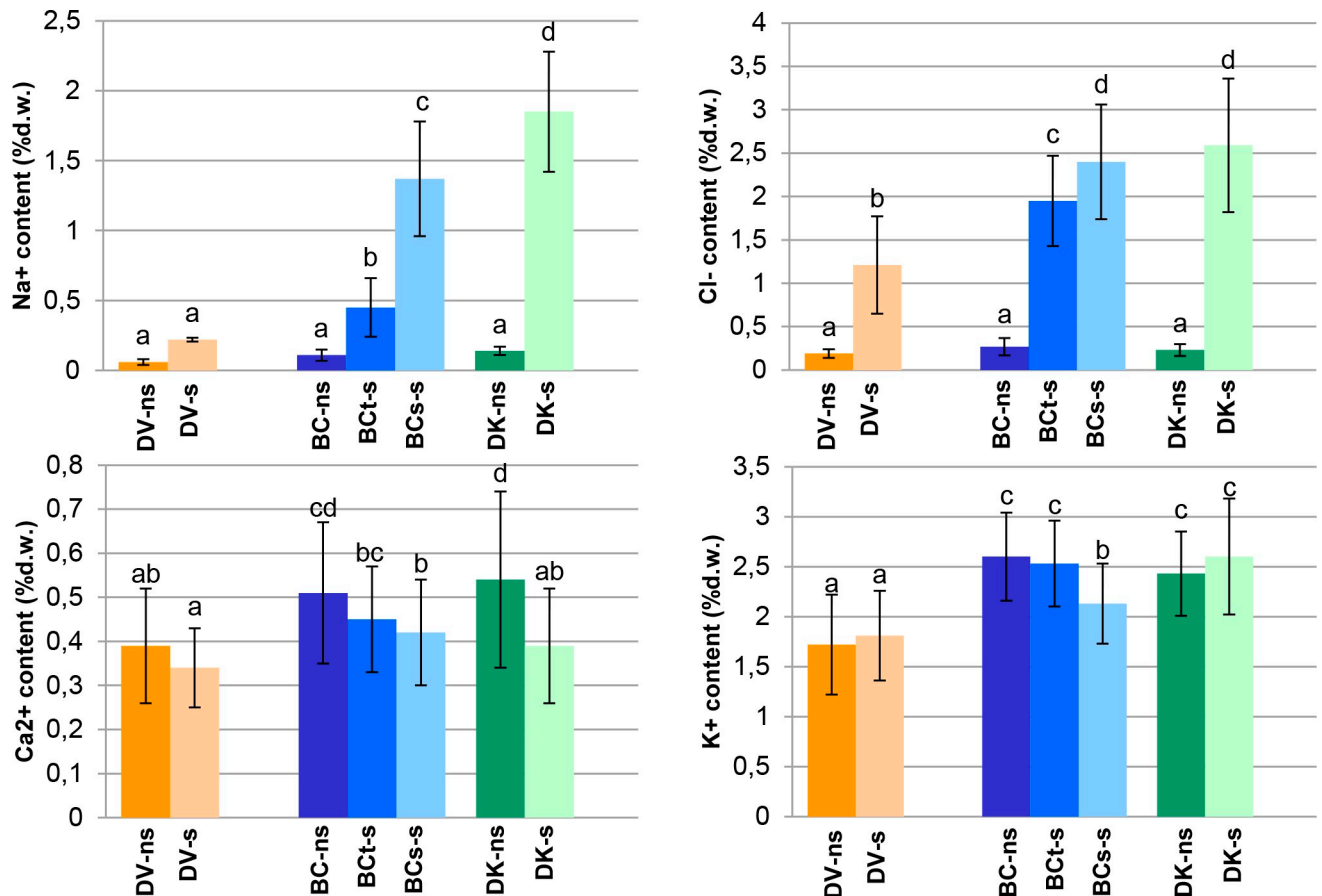 Na+ content (%d.w.)
2,5
2
1,5
1
0,5
0
a
a
a
b
c
a
d
DV-ns
DV-s
BC-ns
BCt-s
BCs-s
DK-ns
DK-s
Cl- content (%d.w.)
4
3,5
3
2,5
2
1,5
1
0,5
0
a
b
a
c
d
a
d
DV-ns
DV-s
BC-ns
BCt-s
BCs-s
DK-ns
DK-s
Ca2+ content (%d.w.)
0,8
0,7
0,6
0,5
0,4
0,3
0,2
0,1
0
ab
a
cd
bc
b
d
ab
DV-ns
DV-s
BC-ns
BCt-s
BCs-s
DK-ns
DK-s
K+ content (%d.w.)
3,5
3
2,5
2
1,5
1
0,5
0
a
a
c
c
b
c
c
DV-ns
DV-s
BC-ns
BCt-s
BCs-s
DK-ns
DK-s